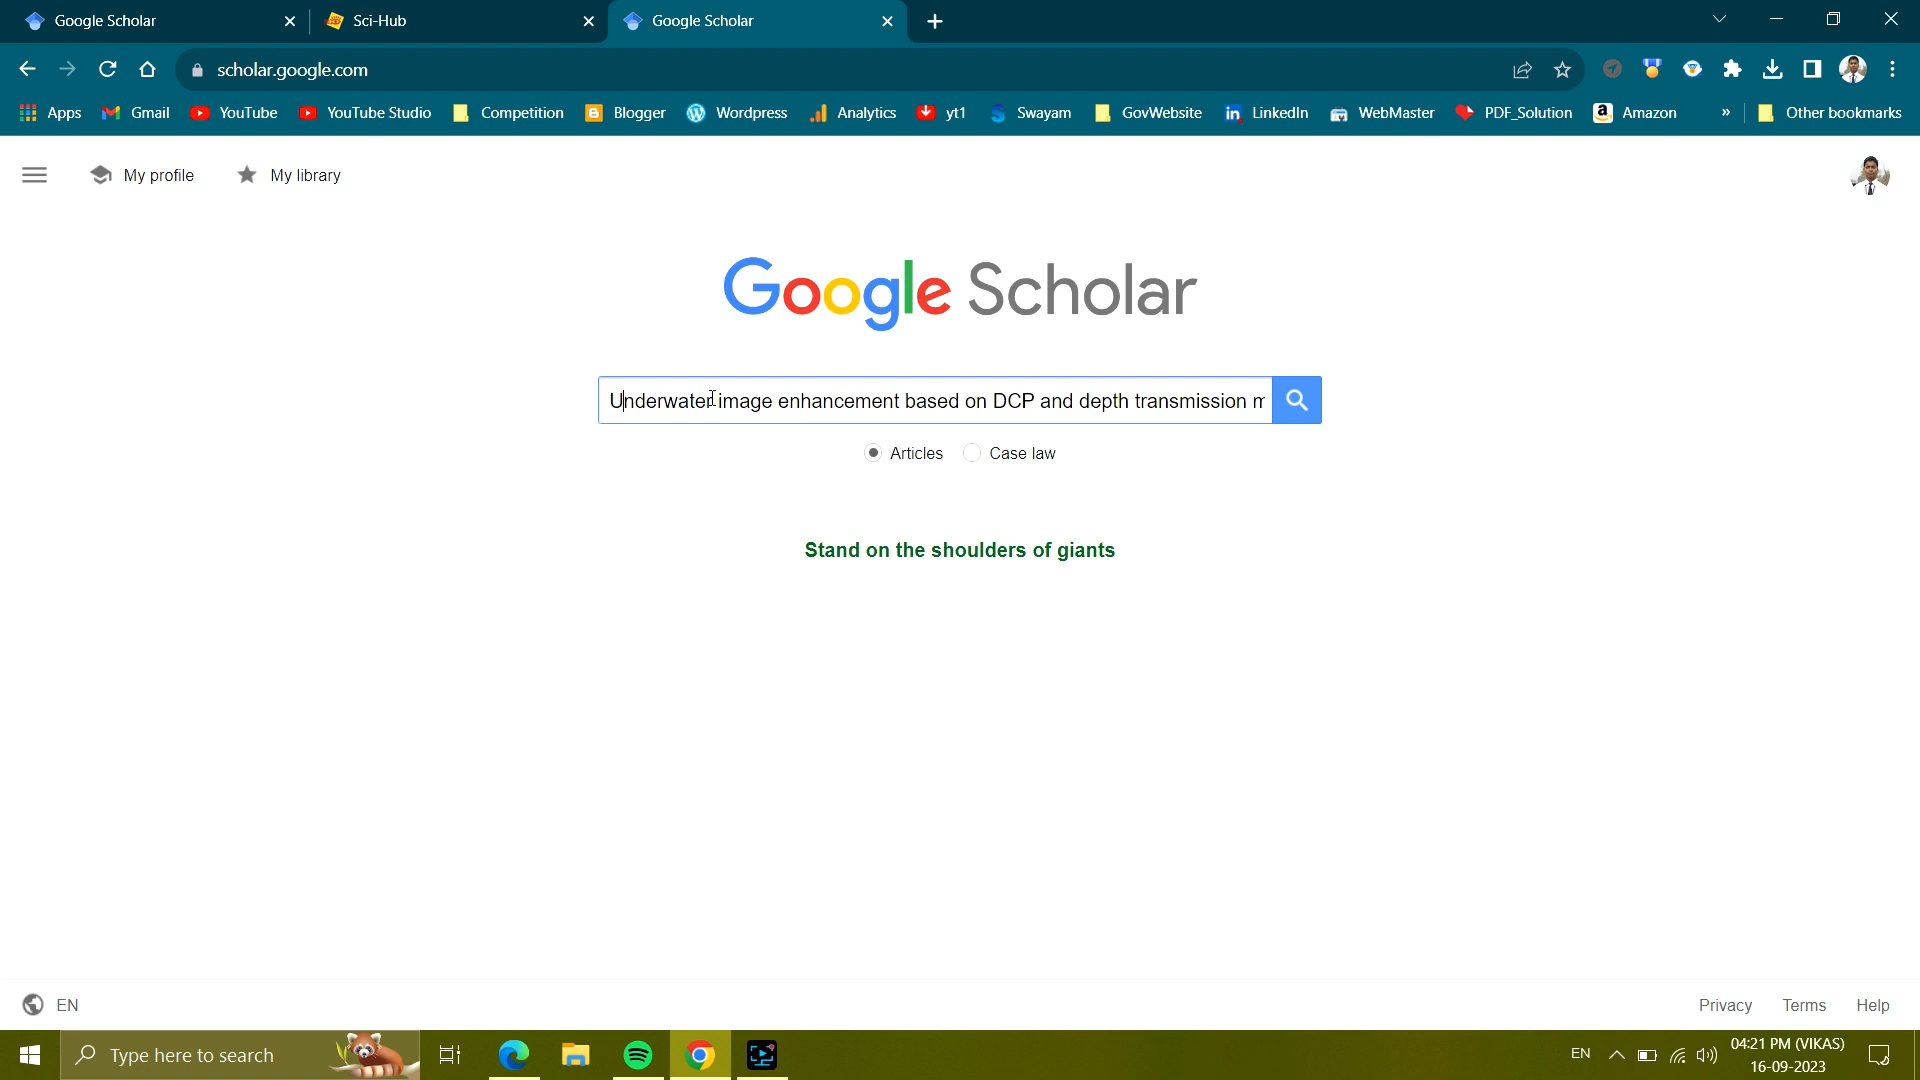 Google Scholar
Sci-Hub
Google Scholar
scholar.google.com
Apps Gmail YouTube YouTube Studio Competition Blogger Wordpress Analytics yt1 Swayam GovWebsite LinkedIn WebMaster PDF_Solution Amazon » Other bookmarks
My profile My library
Google Scholar
Underwater image enhancement based on DCP and depth transmission m
Articles Case law
Stand on the shoulders of giants
EN
Privacy Terms Help
Type here to search
EN
04:21 PM (VIKAS)
16-09-2023